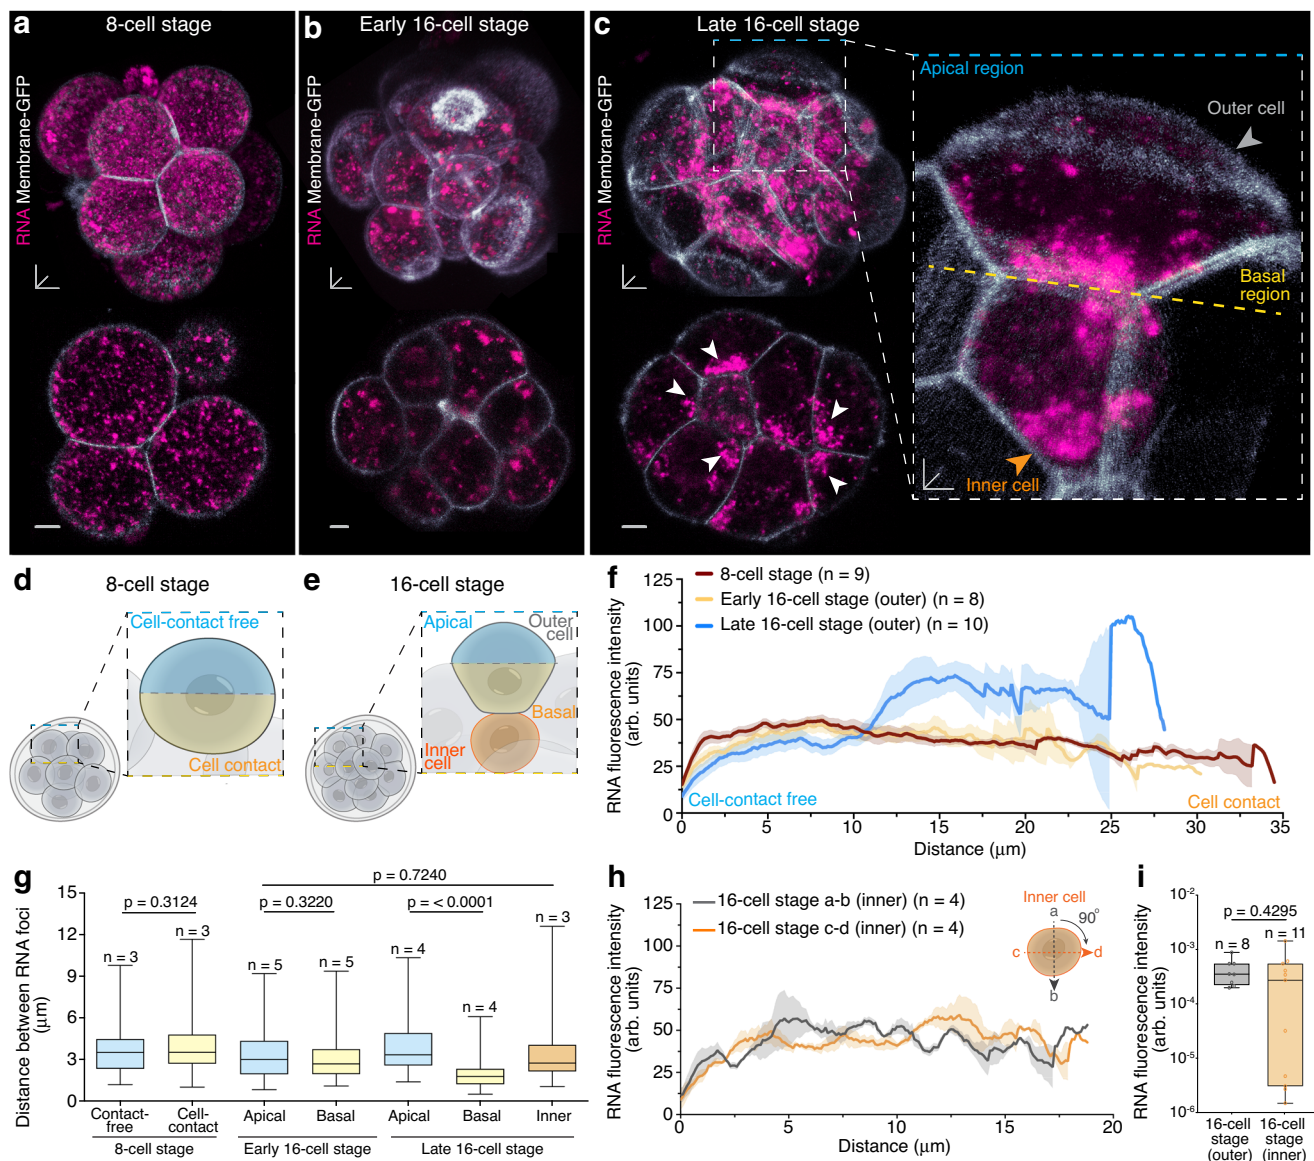 a
8-cell stage
RNA Membrane-GFP
b
Early 16-cell stage
RNA Membrane-GFP
c
Late 16-cell stage
RNA Membrane-GFP
Apical region
Outer cell
Basal
region
Inner cell
d
8-cell stage
Cell-contact free
Cell contact
e
16-cell stage
Apical
Outer
cell
Basal
Inner
cell
f
8-cell stage (n = 9)
Early 16-cell stage (outer) (n = 8)
Late 16-cell stage (outer) (n = 10)
RNA fluorescence intensity
(arb. units)
125
100
75
50
25
0
Cell-contact free
Cell contact
0 5 10 15 20 25 30 35
Distance (μm)
g
Distance between RNA foci
(μm)
15
12
9
6
3
0
p = 0.7240
p = 0.3124
p = 0.3220
p = < 0.0001
n = 3
n = 3
n = 5
n = 5
n = 4
n = 4
n = 3
Contact-
free
Cell-
contact
Apical
Basal
Apical
Basal
Inner
8-cell stage
Early 16-cell stage
Late 16-cell stage
h
16-cell stage a-b (inner) (n = 4)
16-cell stage c-d (inner) (n = 4)
Inner cell
a
90°
c
d
b
RNA fluorescence intensity
(arb. units)
125
100
75
50
25
0
0 5 10 15 20
Distance (μm)
i
RNA fluorescence intensity
(arb. units)
10-2
10-3
10-4
10-5
10-6
p = 0.4295
n = 8
n = 11
16-cell
stage
(outer)
16-cell
stage
(inner)